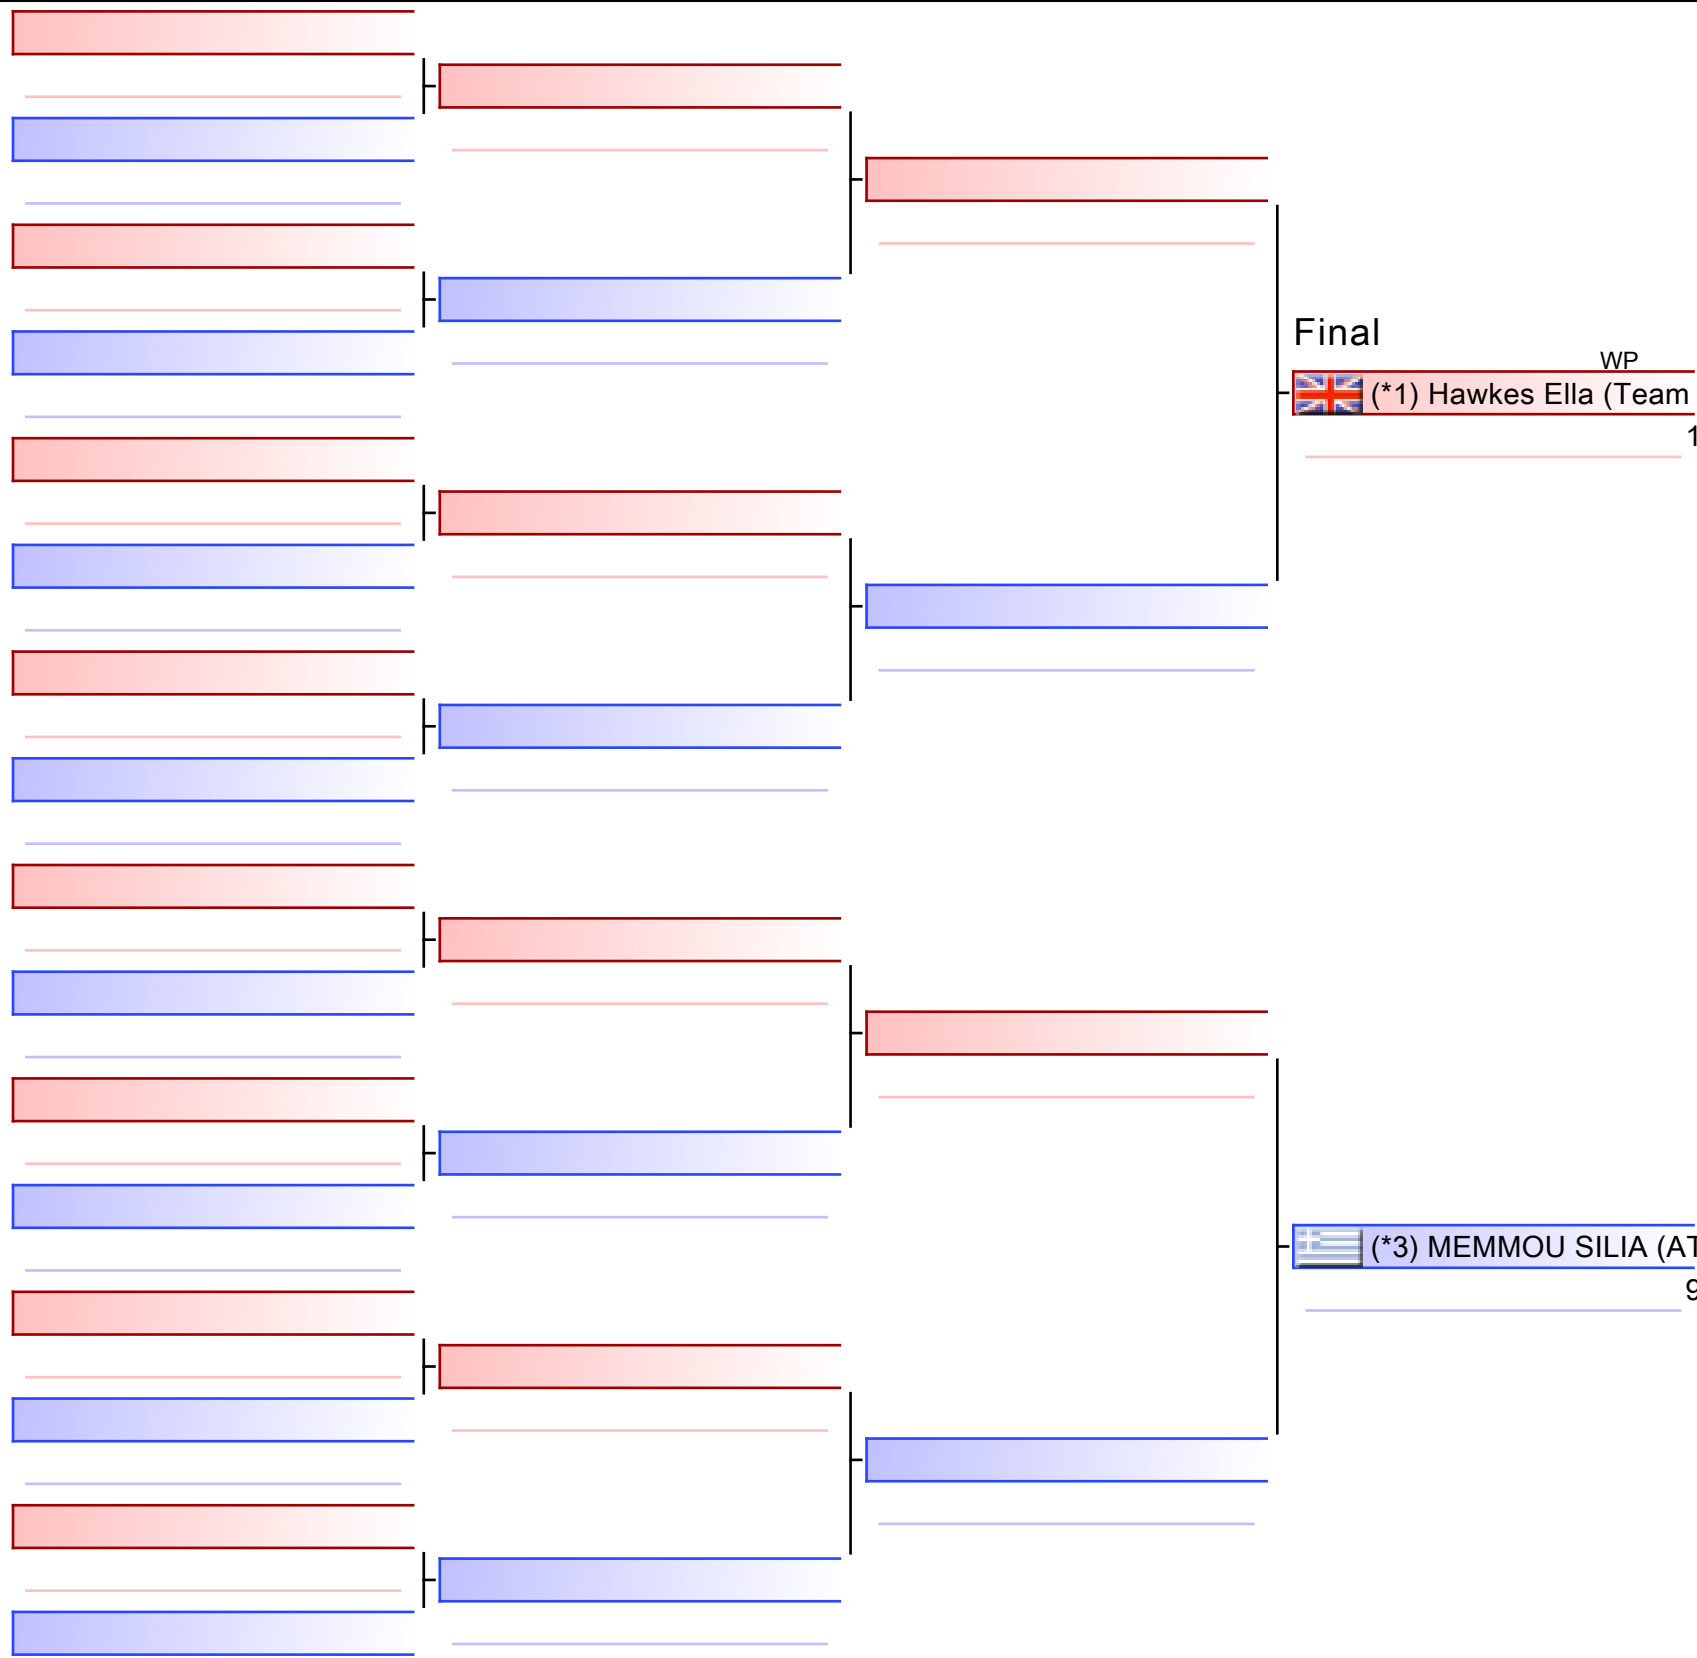 Final
WP
(*1) Hawkes Ella (Team
1
(*3) MEMMOU SILIA (AT
9